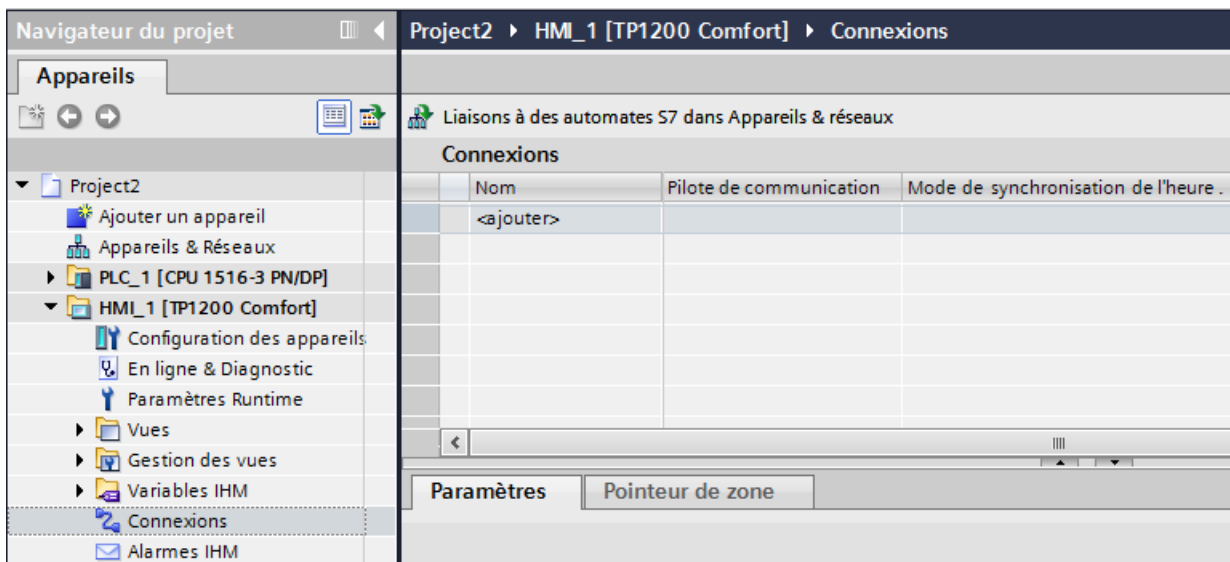 Navigateur du projet
Project2 ▸ HMI_1 [TP1200 Comfort] ▸ Connexions
Appareils
Liaisons à des automates S7 dans Appareils & réseaux
Connexions
Nom Pilote de communication Mode de synchronisation de l'heure .
<ajouter>
Project2
Ajouter un appareil
Appareils & Réseaux
PLC_1 [CPU 1516-3 PN/DP]
HMI_1 [TP1200 Comfort]
Configuration des appareils
En ligne & Diagnostic
Paramètres Runtime
Vues
Gestion des vues
Variables IHM
Connexions
Alarmes IHM
Paramètres Pointeur de zone